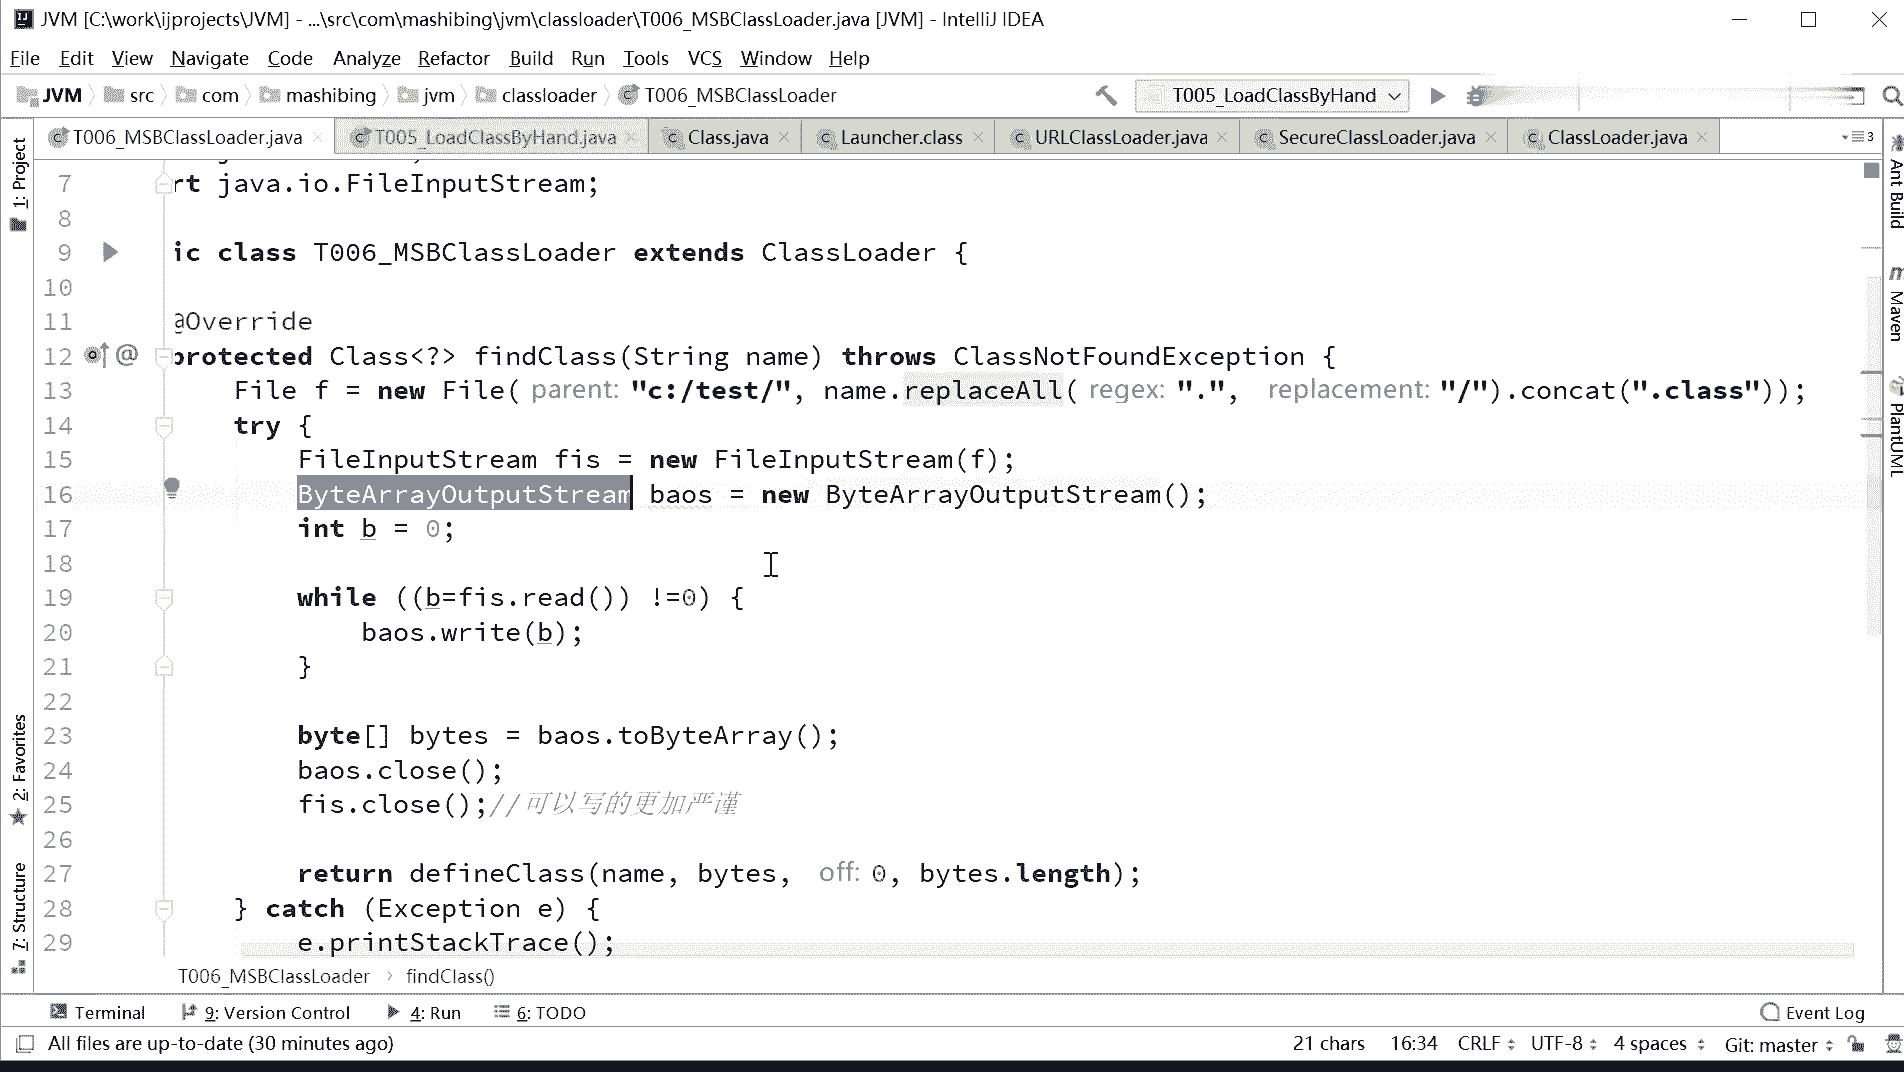 JVM [C:\work\ijprojects\JVM] - ...\src\com\mashibing\jvm\classloader\T006_MSBClassLoader.java [JVM] - IntelliJ IDEA
File Edit View Navigate Code Analyze Refactor Build Run Tools VCS Window Help
JVM src com mashibing jvm classloader T006_MSBClassLoader T005_LoadClassByHand
T006_MSBClassLoader.java T005_LoadClassByHand.java Class.java Launcher.class URLClassLoader.java SecureClassLoader.java ClassLoader.java 3
1: Project
2: Favorites
7: Structure
7 rt java.io.FileInputStream;
8
9 ic class T006_MSBClassLoader extends ClassLoader {
10
11 @Override
12 @ protected Class<?> findClass(String name) throws ClassNotFoundException {
13 File f = new File( parent: "c:/test/", name.replaceAll( regex: ".", replacement: "/").concat(".class"));
14 try {
15 FileInputStream fis = new FileInputStream(f);
16 ByteArrayOutputStream baos = new ByteArrayOutputStream();
17 int b = 0;
18
19 while ((b=fis.read()) !=0) {
20 baos.write(b);
21 }
22
23 byte[] bytes = baos.toByteArray();
24 baos.close();
25 fis.close();//可以写的更加严谨
26
27 return defineClass(name, bytes, off: 0, bytes.length);
28 } catch (Exception e) {
29 e.printStackTrace();
Ant Build
Maven
PlantUML
T006_MSBClassLoader › findClass()
Terminal 9: Version Control 4: Run 6: TODO Event Log
All files are up-to-date (30 minutes ago) 21 chars 16:34 CRLF UTF-8 4 spaces Git: master